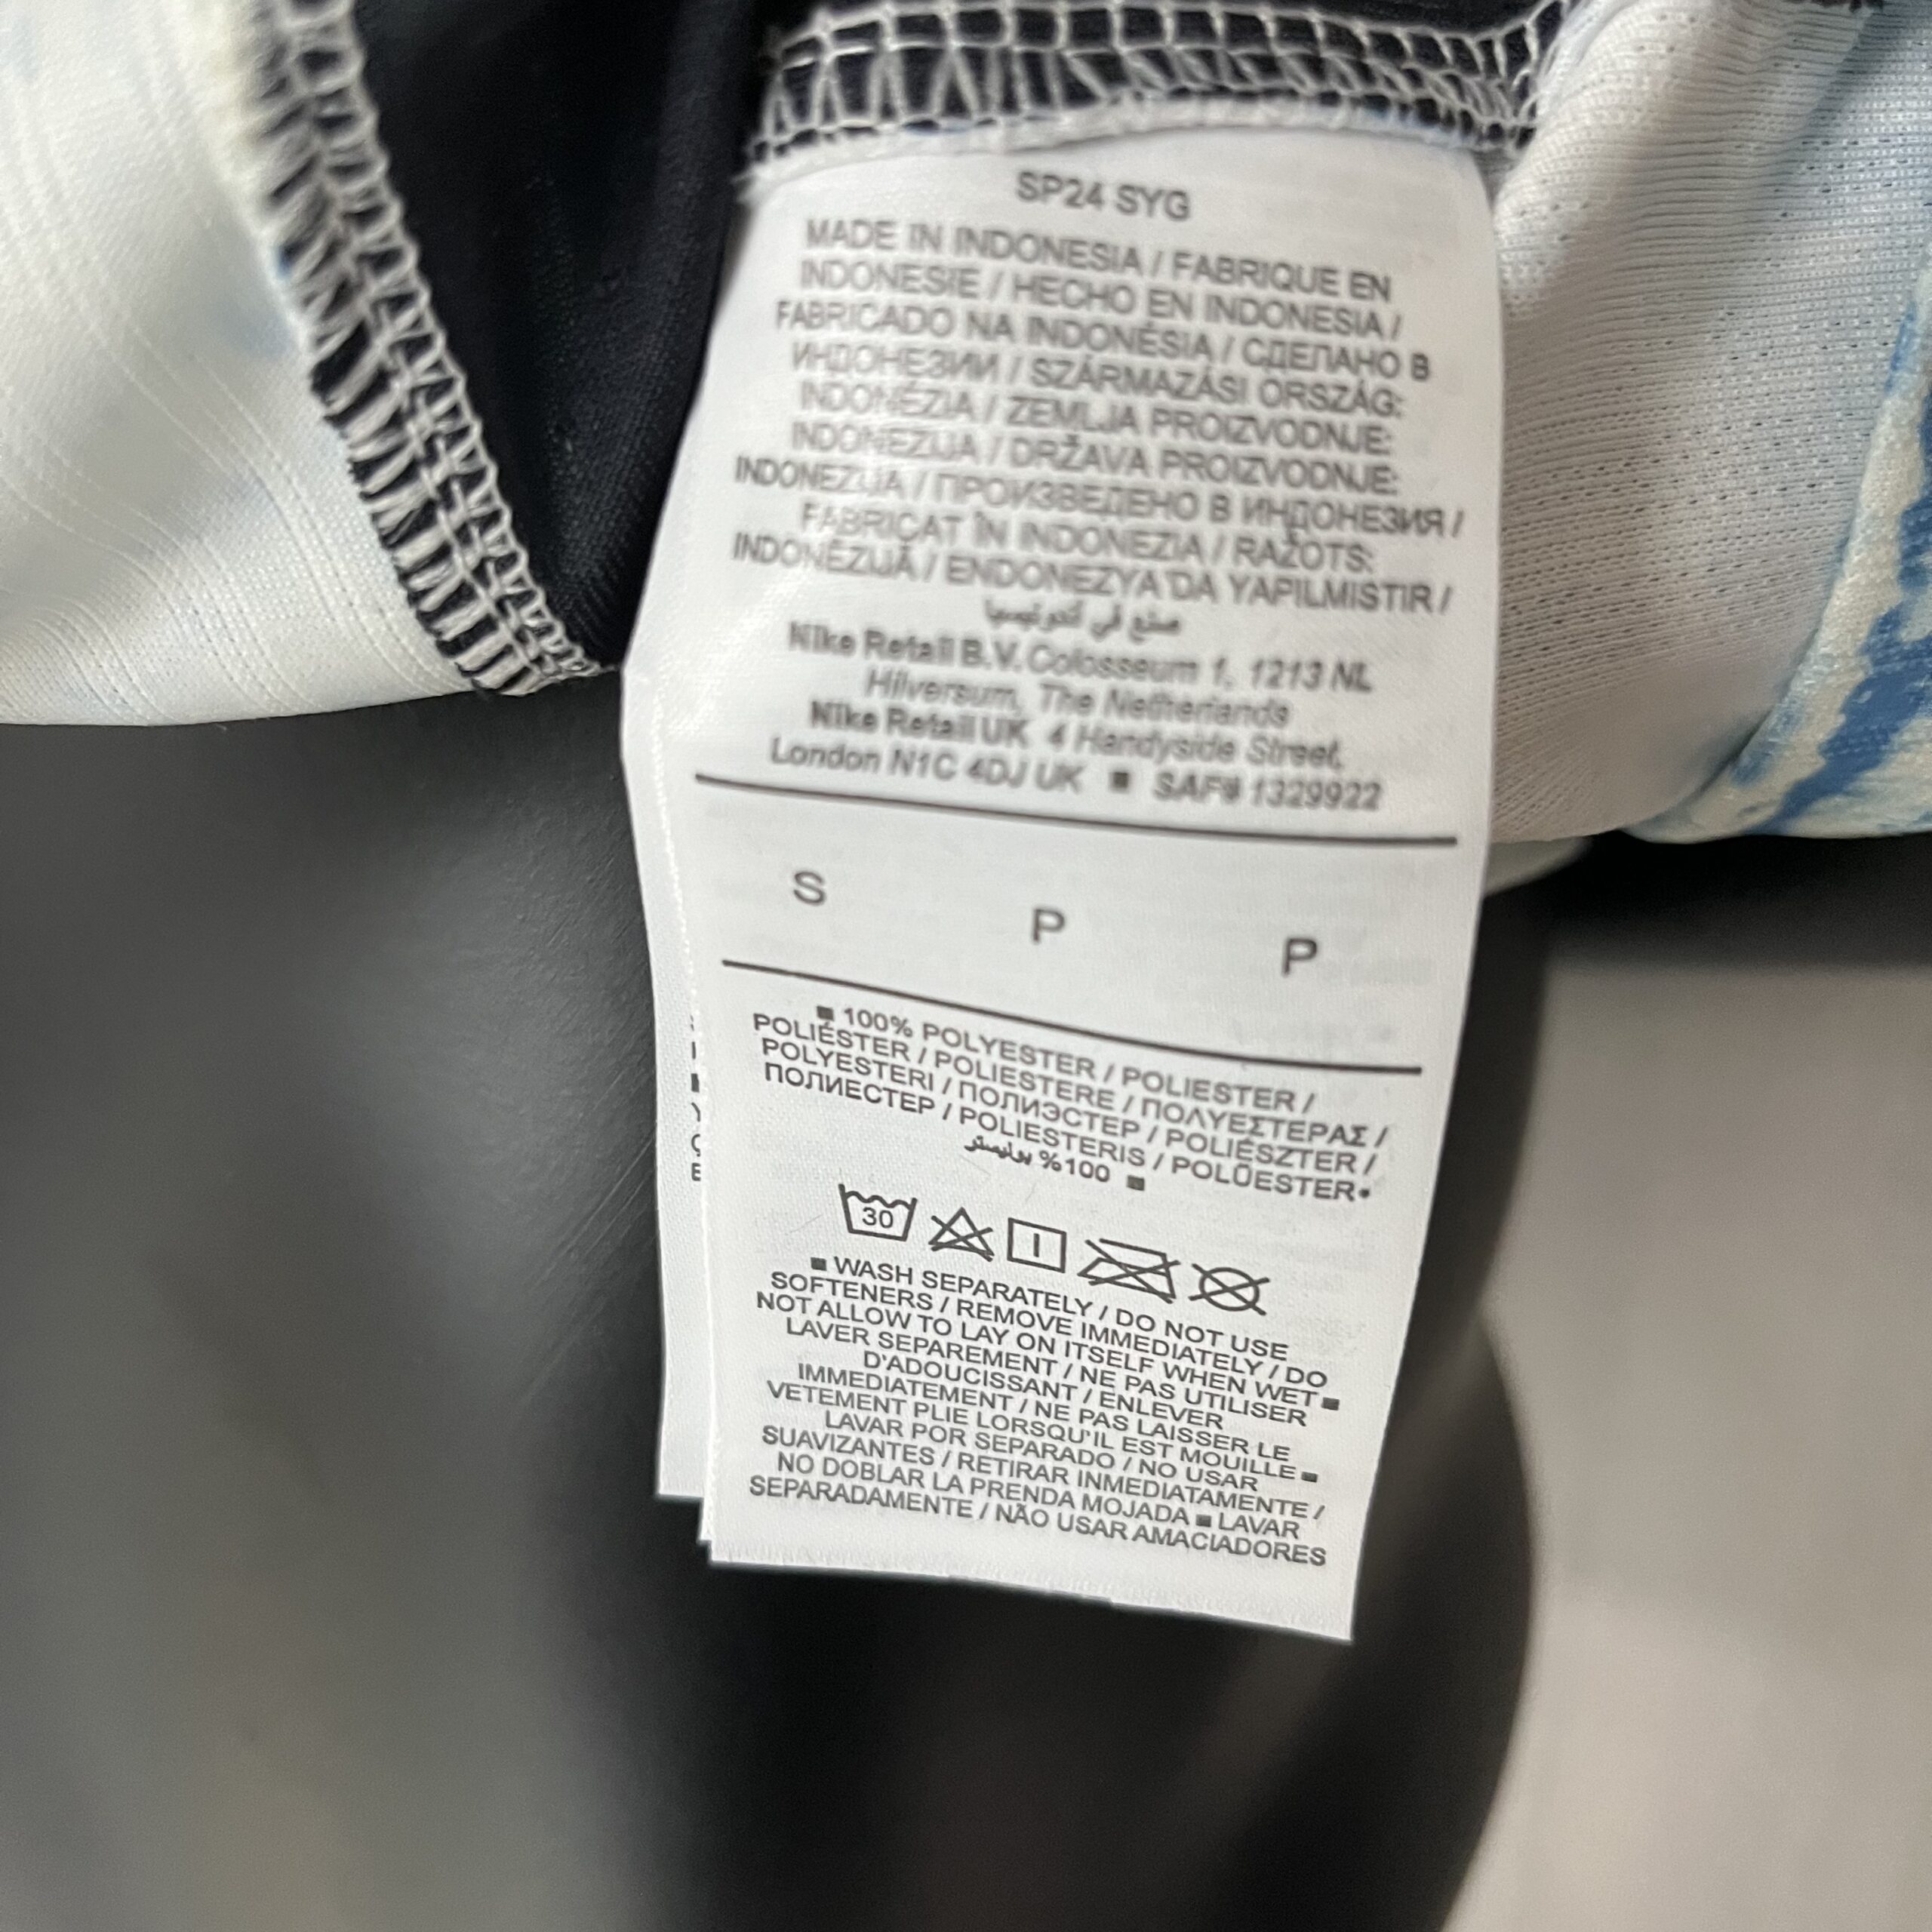 SP24 SYG
MADE IN INDONESIA / FABRIQUE EN
INDONESIE / HECHO EN INDONESIA /
FABRICADO NA INDONÉSIA / СДЕЛАНО В
ИНДОНЕЗИИ / SZÁRMAZÁSI ORSZÁG:
INDONÉZIA / ZEMLJA PROIZVODNJE:
INDONEZIJA / DRŽAVA PROIZVODNJE:
INDONEZIJA / ПРОИЗВЕДЕНО В ИНДОНЕЗИЯ /
FABRICAT ÎN INDONEZIA / RAŽOTS:
INDONĒZIJĀ / ENDONEZYA'DA YAPILMISTIR /
صنع في اندونيسيا
Nike Retail B.V. Colosseum 1, 1213 NL
Hilversum, The Netherlands
Nike Retail UK 4 Handyside Street,
London N1C 4DJ UK ■ SAF# 1329922
S P P
■ 100% POLYESTER / POLIESTER /
POLIÉSTER / POLIESTERE / ΠΟΛΥΕΣΤΕΡΑΣ /
POLYESTERI / ПОЛИЭСТЕР / POLIÉSZTER /
ПОЛИЕСТЕР / POLIESTERIS / POLÜESTER•
100% بوليستر ■
30
■ WASH SEPARATELY / DO NOT USE
SOFTENERS / REMOVE IMMEDIATELY / DO
NOT ALLOW TO LAY ON ITSELF WHEN WET ■
LAVER SEPAREMENT / NE PAS UTILISER
D'ADOUCISSANT / ENLEVER
IMMEDIATEMENT / NE PAS LAISSER LE
VETEMENT PLIE LORSQU'IL EST MOUILLE ■
LAVAR POR SEPARADO / NO USAR
SUAVIZANTES / RETIRAR INMEDIATAMENTE /
NO DOBLAR LA PRENDA MOJADA ■ LAVAR
SEPARADAMENTE / NÃO USAR AMACIADORES